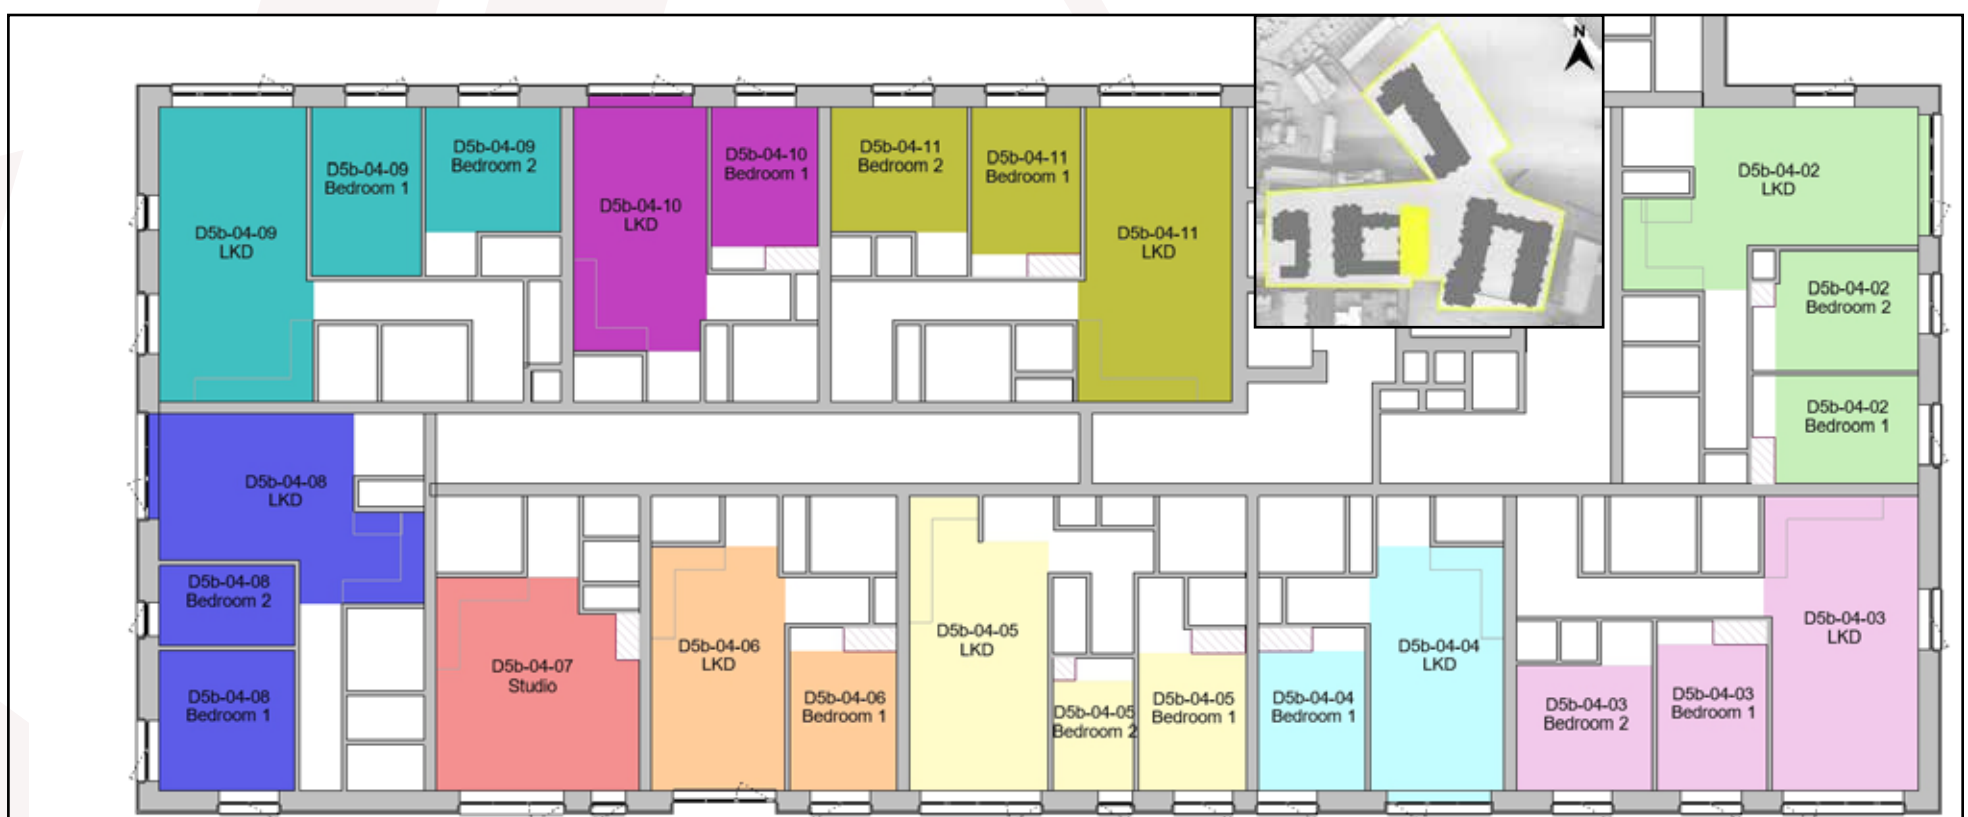 N
D5b-04-09
LKD
D5b-04-09
Bedroom 1
D5b-04-09
Bedroom 2
D5b-04-10
LKD
D5b-04-10
Bedroom 1
D5b-04-11
Bedroom 2
D5b-04-11
Bedroom 1
D5b-04-11
LKD
D5b-04-02
LKD
D5b-04-02
Bedroom 2
D5b-04-02
Bedroom 1
D5b-04-08
LKD
D5b-04-08
Bedroom 2
D5b-04-08
Bedroom 1
D5b-04-07
Studio
D5b-04-06
LKD
D5b-04-06
Bedroom 1
D5b-04-05
LKD
D5b-04-05
Bedroom 2
D5b-04-05
Bedroom 1
D5b-04-04
Bedroom 1
D5b-04-04
LKD
D5b-04-03
Bedroom 2
D5b-04-03
Bedroom 1
D5b-04-03
LKD